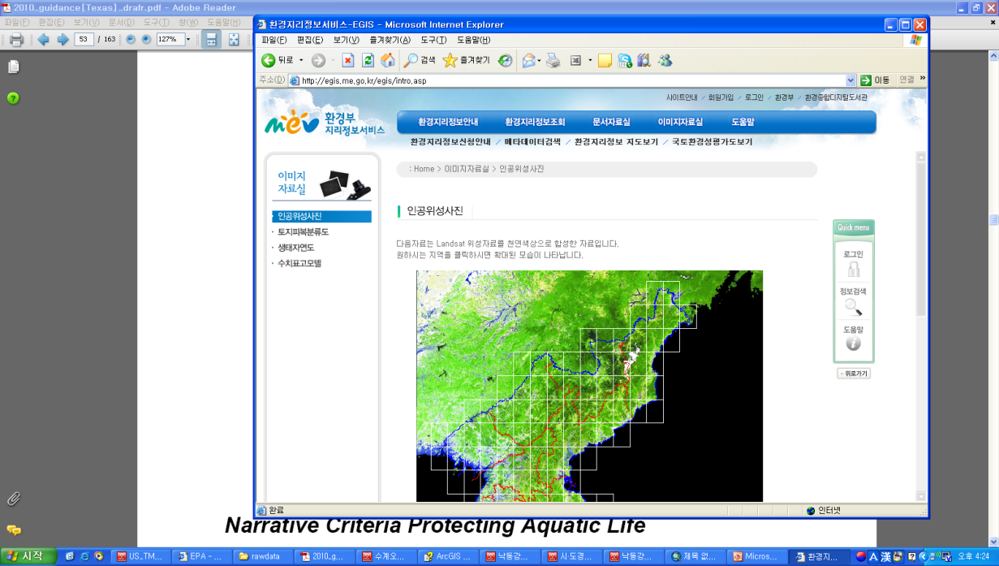 2010_guidance[Texas]_drafr.pdf - Adobe Reader
파일(F) 편집(E) 보기(V) 문서(D) 도구(T) 창(W) 도움말(H)
53 / 163 127%
환경지리정보서비스-EGIS - Microsoft Internet Explorer
파일(F) 편집(E) 보기(V) 즐겨찾기(A) 도구(T) 도움말(H)
뒤로 검색 즐겨찾기
주소(D) http://egis.me.go.kr/egis/intro.asp 이동 연결 »
사이트안내 / 회원가입 / 로그인 / 환경부 / 환경종합디지털도서관
mev 환경부
지리정보서비스
환경지리정보안내 환경지리정보조회 문서자료실 이미지자료실 도움말
환경지리정보신청안내 / 메타데이터검색 / 환경지리정보 지도보기 / 국토환경성평가도보기
이미지
자료실
인공위성사진
· 토지피복분류도
· 생태자연도
· 수치표고모델
: Home > 이미지자료실 > 인공위성사진
인공위성사진
다음자료는 Landsat 위성자료를 천연색상으로 합성한 자료입니다.
원하시는 지역을 클릭하시면 확대된 모습이 나타납니다.
Quick menu
로그인
정보검색
도움말
위로가기
완료 인터넷
Narrative Criteria Protecting Aquatic Life
시작 US_TM... EPA - ... rawdata 2010_g... 수계오... ArcGIS ... 낙동강... 시·도경... 낙동강... 제목 없... Micros... 환경지... A 漢 오후 4:24